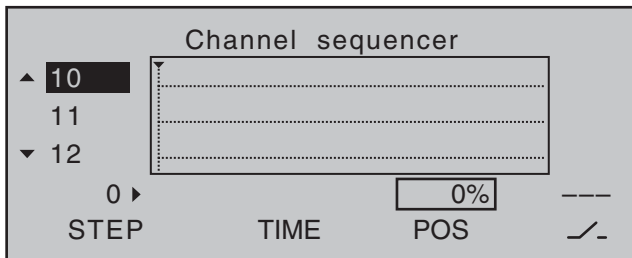 Channel sequencer
10
11
12
0 0% ---
STEP TIME POS